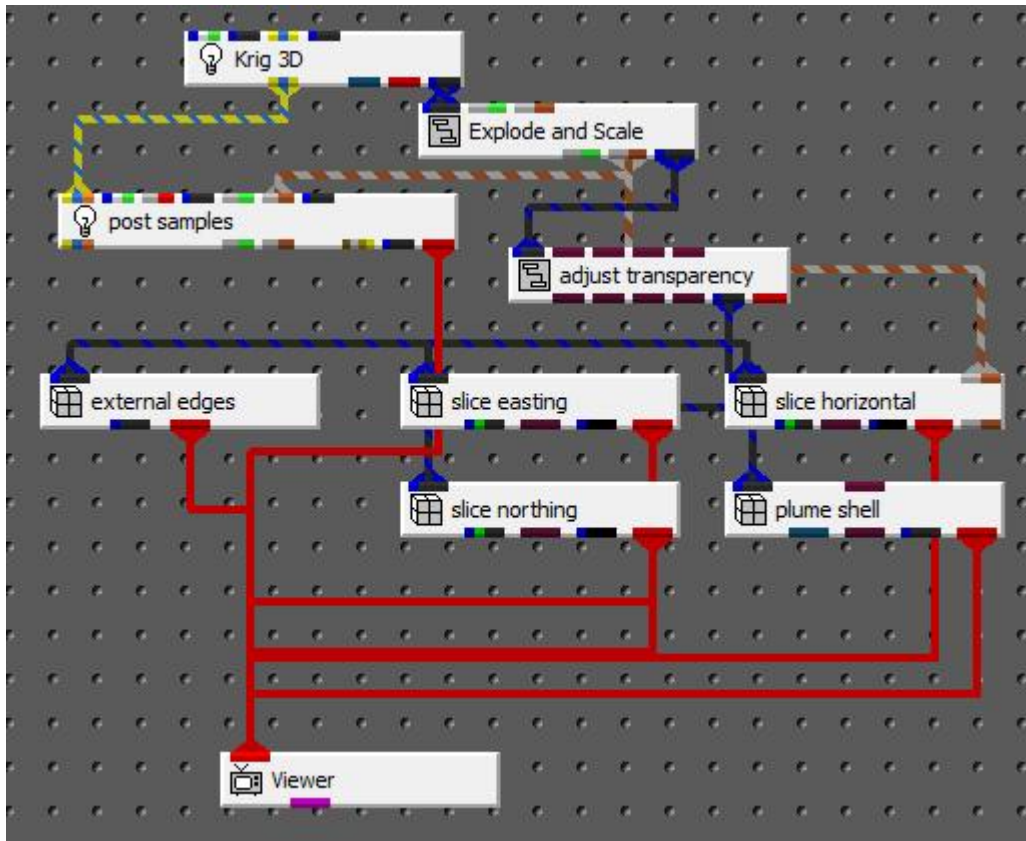 Krig 3D
Explode and Scale
post samples
adjust transparency
external edges
slice easting
slice horizontal
slice northing
plume shell
Viewer